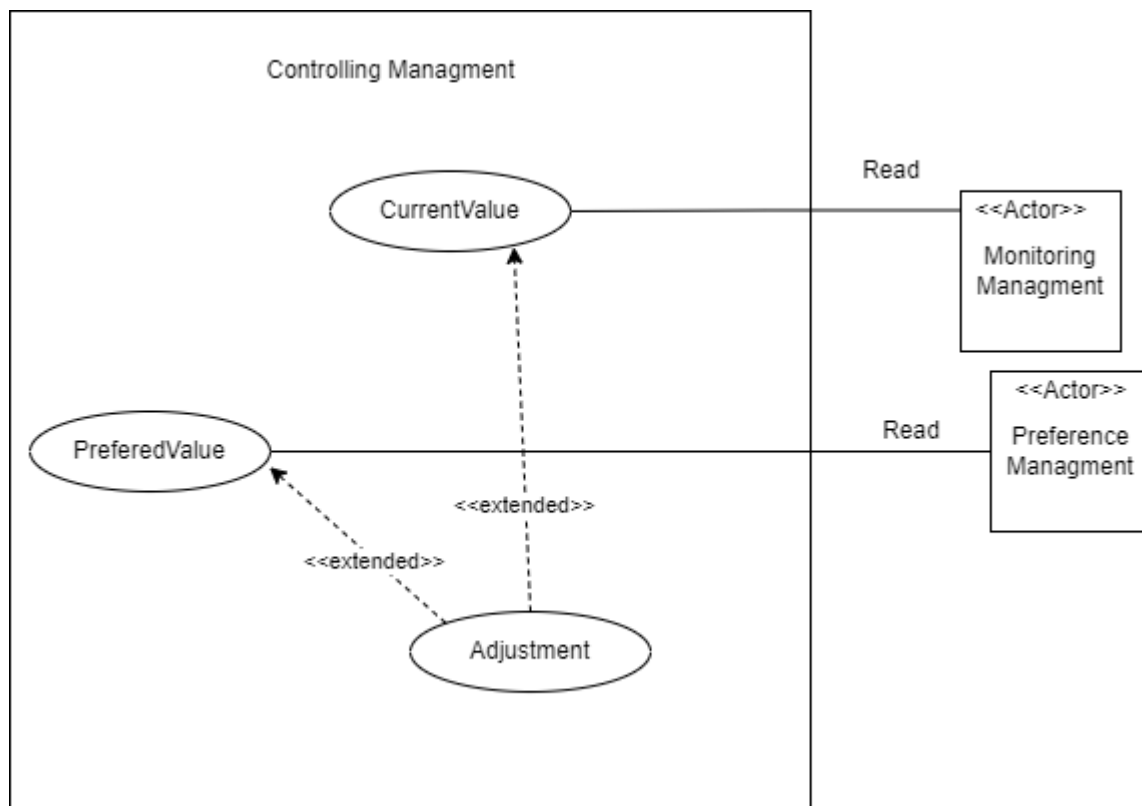 Controlling Managment
Read
CurrentValue
<<Actor>>
Monitoring
Managment
<<Actor>>
Read
Preference
Managment
PreferedValue
<<extended>>
<<extended>>
Adjustment